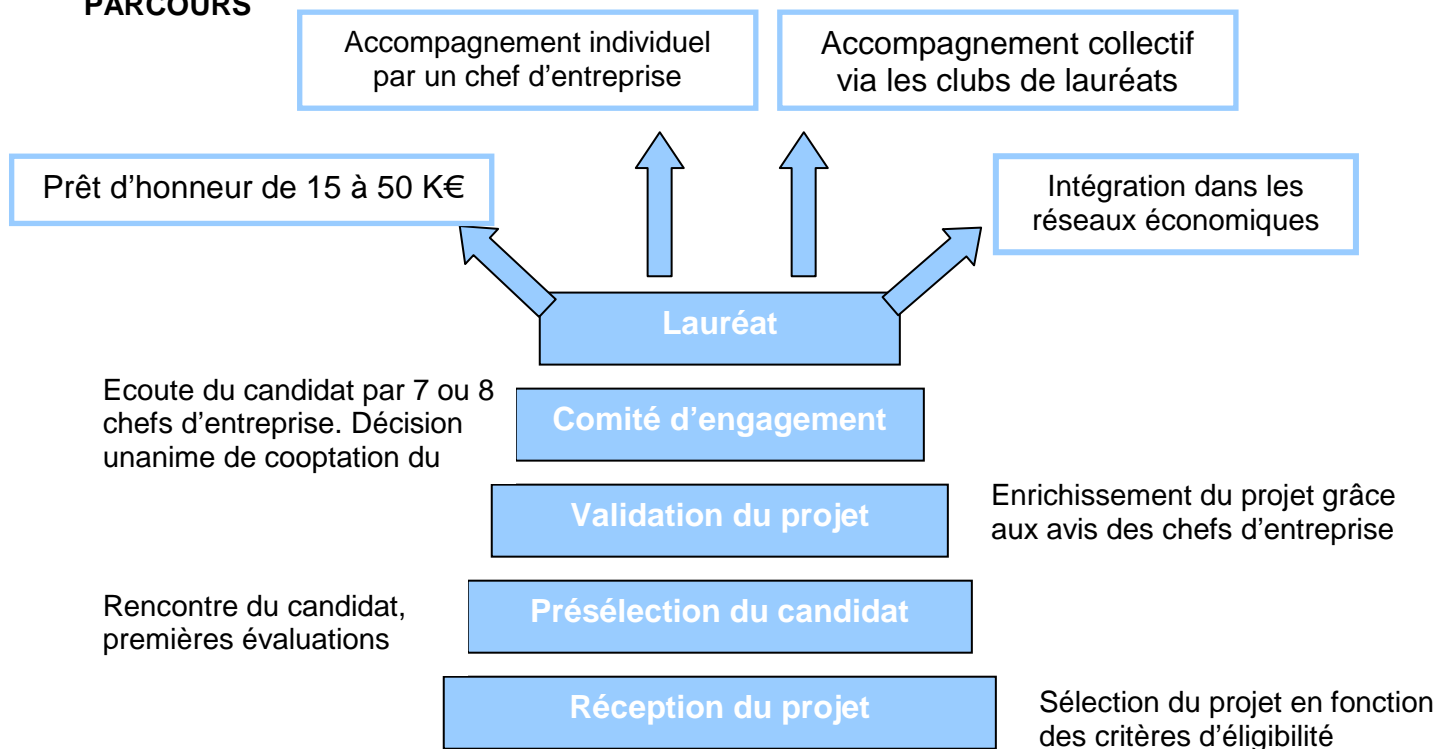 PARCOURS
Accompagnement individuel
par un chef d’entreprise
Accompagnement collectif
via les clubs de lauréats
Prêt d’honneur de 15 à 50 K€
Intégration dans les
réseaux économiques
Lauréat
Ecoute du candidat par 7 ou 8
chefs d’entreprise. Décision
unanime de cooptation du
Comité d’engagement
Validation du projet
Enrichissement du projet grâce
aux avis des chefs d’entreprise
Rencontre du candidat,
premières évaluations
Présélection du candidat
Réception du projet
Sélection du projet en fonction
des critères d’éligibilité